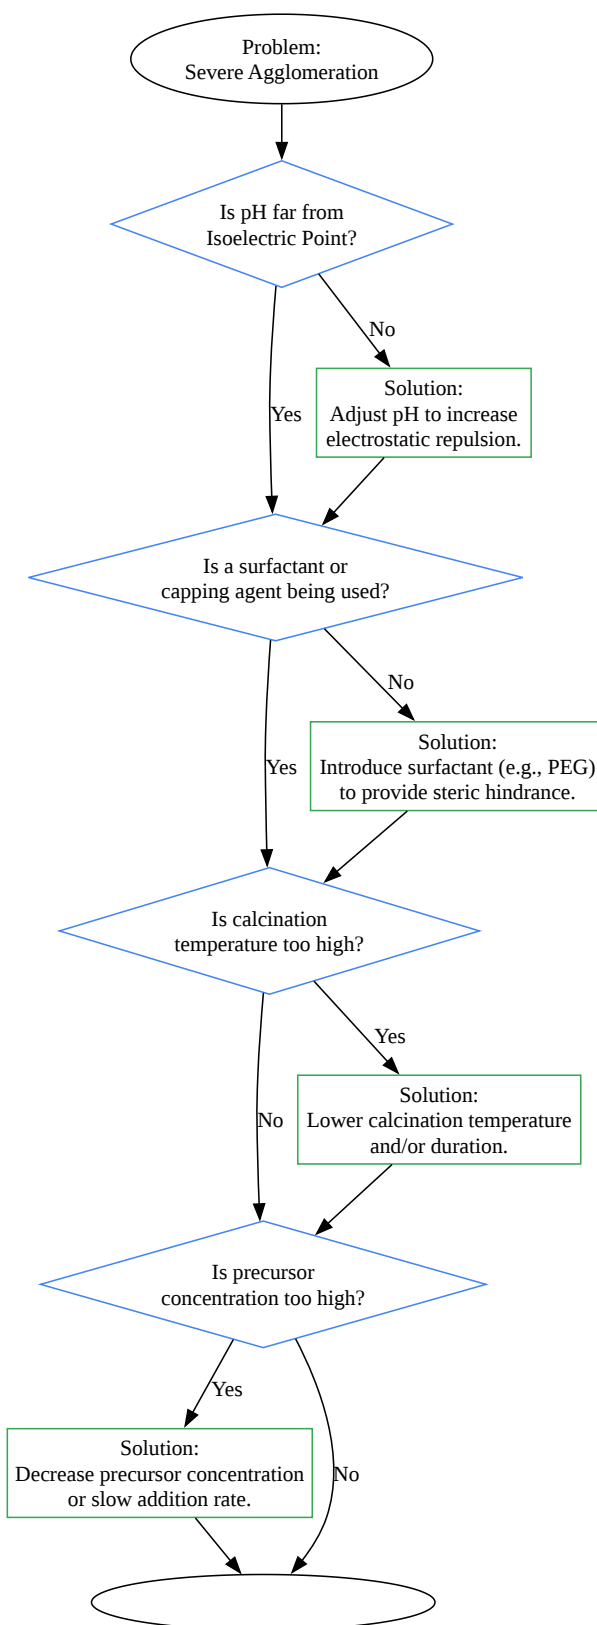 Problem:
Severe Agglomeration
Is pH far from
Isoelectric Point?
No
Solution:
Adjust pH to increase
electrostatic repulsion.
Yes
Is a surfactant or
capping agent being used?
No
Solution:
Introduce surfactant (e.g., PEG)
to provide steric hindrance.
Yes
Is calcination
temperature too high?
Yes
Solution:
Lower calcination temperature
and/or duration.
No
Is precursor
concentration too high?
Yes
Solution:
Decrease precursor concentration
or slow addition rate.
No